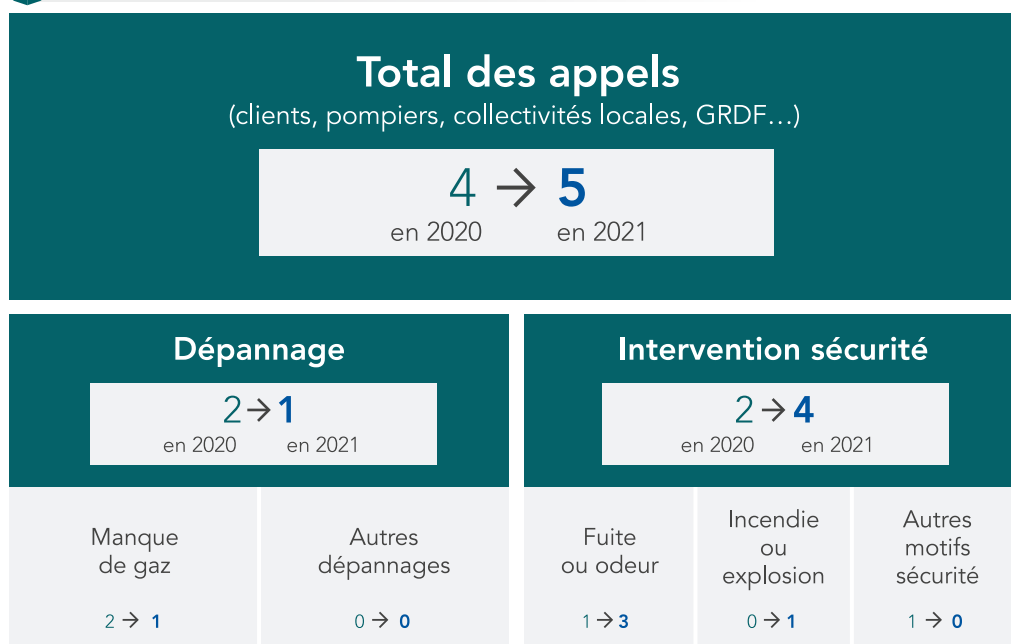 Total des appels
(clients, pompiers, collectivités locales, GRDF…)
4 → 5
en 2020 en 2021
Dépannage
2 → 1
en 2020 en 2021
Manque
de gaz
2 → 1
Autres
dépannages
0 → 0
Intervention sécurité
2 → 4
en 2020 en 2021
Fuite
ou odeur
1 → 3
Incendie
ou
explosion
0 → 1
Autres
motifs
sécurité
1 → 0